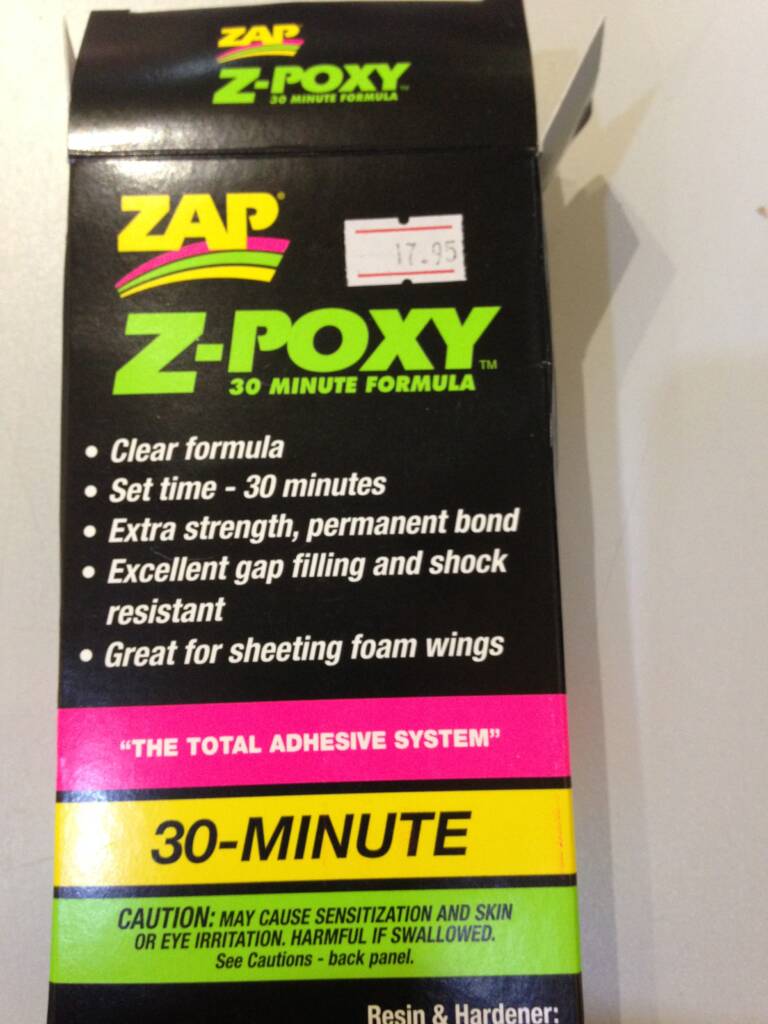 ZAP
Z-POXY™
30 MINUTE FORMULA
ZAP®
17.95
Z-POXY™
30 MINUTE FORMULA
• Clear formula
• Set time - 30 minutes
• Extra strength, permanent bond
• Excellent gap filling and shock
resistant
• Great for sheeting foam wings
"THE TOTAL ADHESIVE SYSTEM"
30-MINUTE
CAUTION: MAY CAUSE SENSITIZATION AND SKIN
OR EYE IRRITATION. HARMFUL IF SWALLOWED.
See Cautions - back panel.
Resin & Hardener: